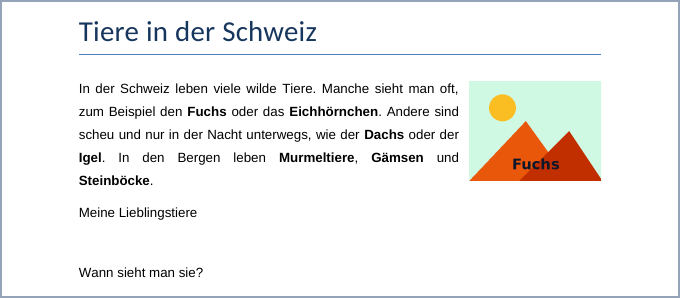 Tiere in der Schweiz
In der Schweiz leben viele wilde Tiere. Manche sieht man oft,
zum Beispiel den Fuchs oder das Eichhörnchen. Andere sind
scheu und nur in der Nacht unterwegs, wie der Dachs oder der
Igel. In den Bergen leben Murmeltiere, Gämsen und
Steinböcke.
Fuchs
Meine Lieblingstiere
Wann sieht man sie?